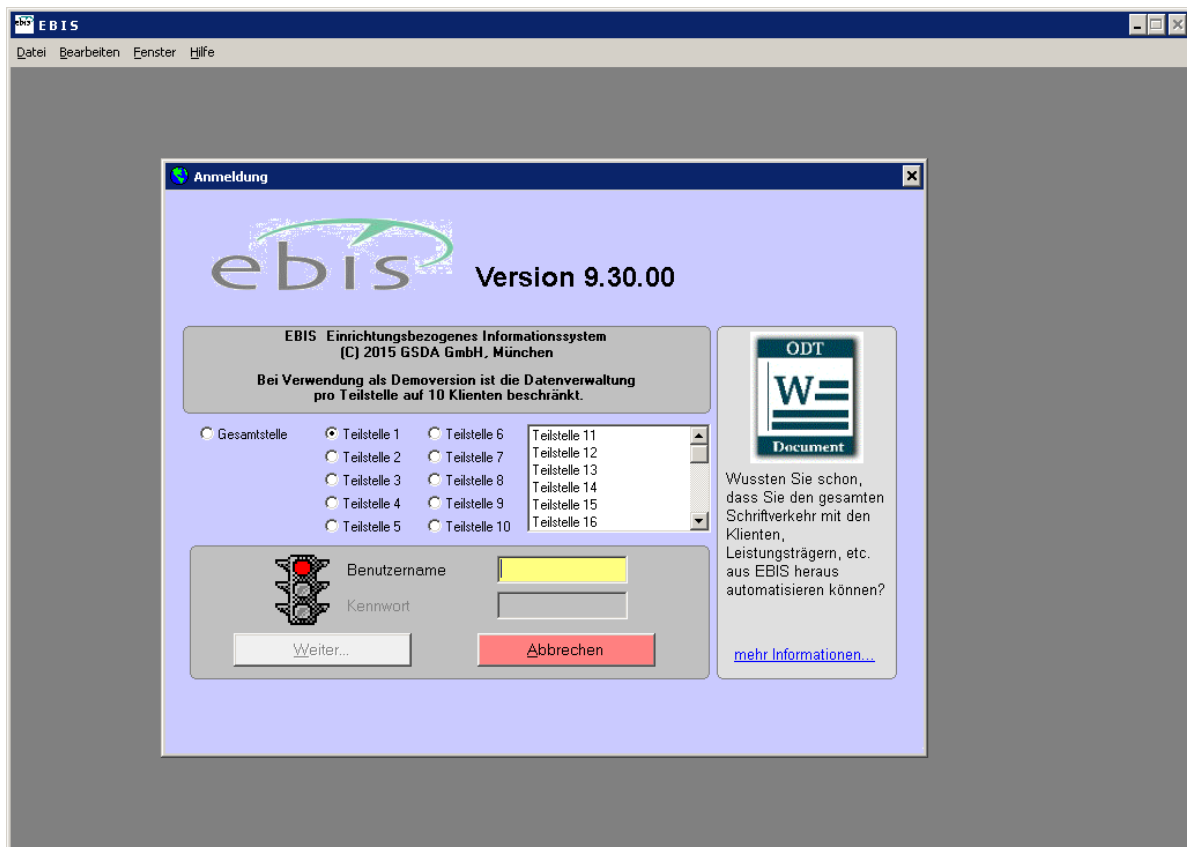 EBIS
Datei Bearbeiten Fenster Hilfe
Anmeldung
ebis Version 9.30.00
EBIS Einrichtungsbezogenes Informationssystem
(C) 2015 GSDA GmbH, München
Bei Verwendung als Demoversion ist die Datenverwaltung
pro Teilstelle auf 10 Klienten beschränkt.
Gesamtstelle
Teilstelle 1
Teilstelle 2
Teilstelle 3
Teilstelle 4
Teilstelle 5
Teilstelle 6
Teilstelle 7
Teilstelle 8
Teilstelle 9
Teilstelle 10
Teilstelle 11
Teilstelle 12
Teilstelle 13
Teilstelle 14
Teilstelle 15
Teilstelle 16
Benutzername
Kennwort
Weiter...
Abbrechen
ODT
W
Document
Wussten Sie schon,
dass Sie den gesamten
Schriftverkehr mit den
Klienten,
Leistungsträgern, etc.
aus EBIS heraus
automatisieren können?
mehr Informationen...